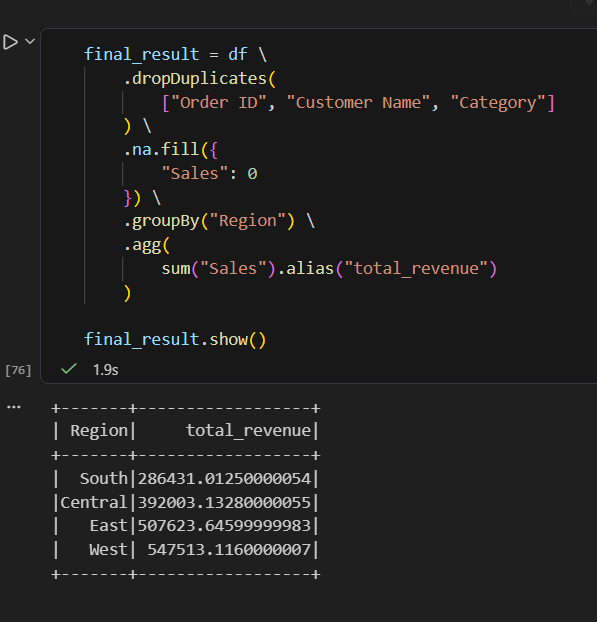 final_result = df \
    .dropDuplicates(
        ["Order ID", "Customer Name", "Category"]
    ) \
    .na.fill({
        "Sales": 0
    }) \
    .groupBy("Region") \
    .agg(
        sum("Sales").alias("total_revenue")
    )

final_result.show()
[76] ✓ 1.9s
... +-------+------------------+
| Region|     total_revenue|
+-------+------------------+
|  South|286431.01250000054|
|Central|392003.13280000055|
|   East|507623.64599999983|
|   West| 547513.1160000007|
+-------+------------------+